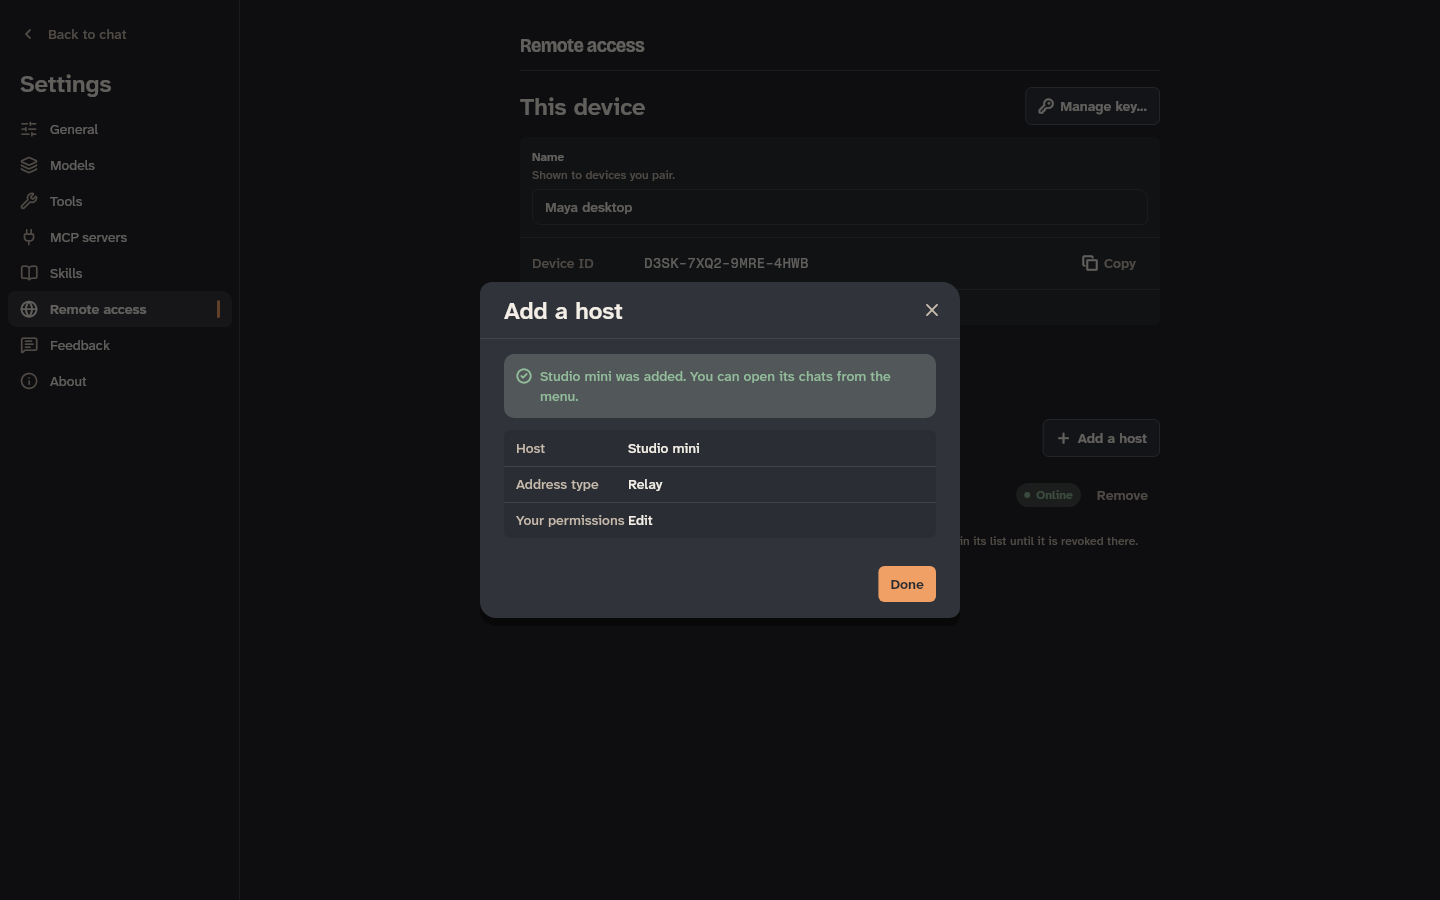 Back to chat
Settings
General
Models
Tools
MCP servers
Skills
Remote access
Feedback
About
Remote access
This device
Manage key...
Name
Shown to devices you pair.
Maya desktop
Device ID D3SK-7XQ2-9MRE-4HWB Copy
Add a host
Studio mini was added. You can open its chats from the
menu.
Host Studio mini
Address type Relay
Your permissions Edit
Done
Add a host
Online Remove
in its list until it is revoked there.